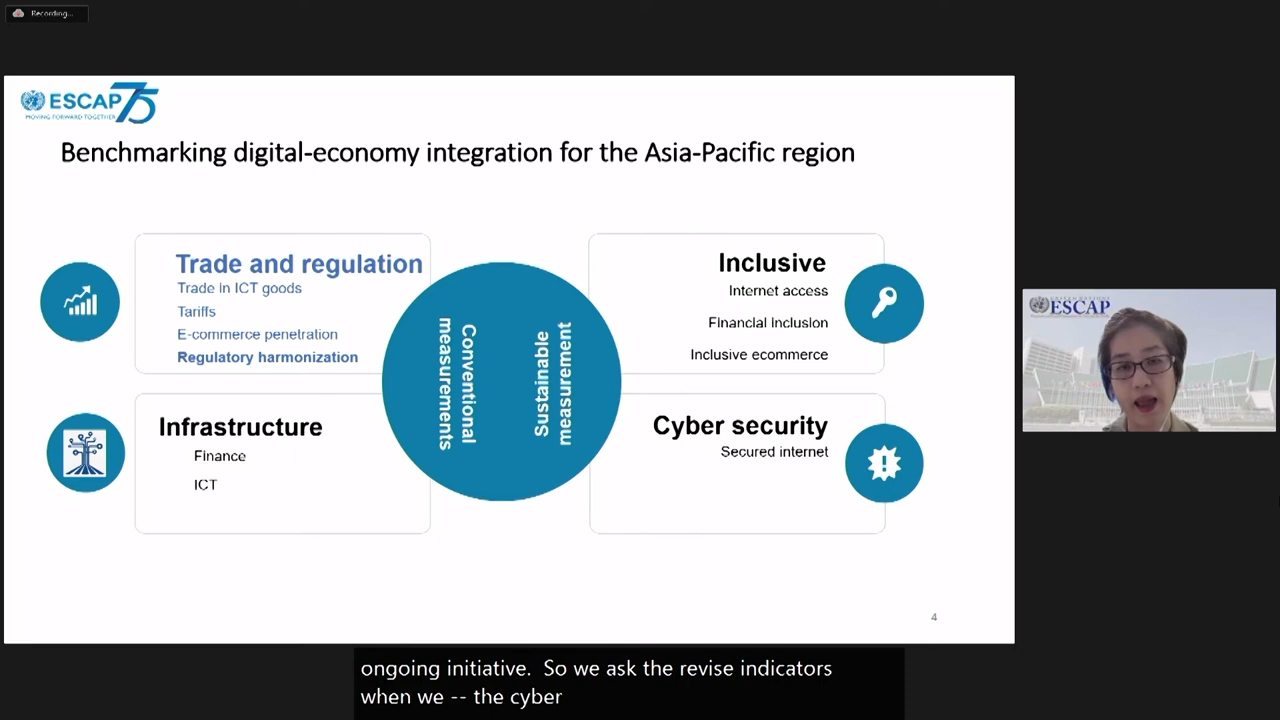 Recording...
ESCAP 75
MOVING FORWARD TOGETHER
Benchmarking digital-economy integration for the Asia-Pacific region
Trade and regulation
Trade in ICT goods
Tariffs
E-commerce penetration
Regulatory harmonization
Infrastructure
Finance
ICT
Conventional
measurements
Sustainable
measurement
Inclusive
Internet access
Financial inclusion
Inclusive ecommerce
Cyber security
Secured internet
4
UNITED NATIONS
ESCAP
ongoing initiative.  So we ask the revise indicators
when we -- the cyber